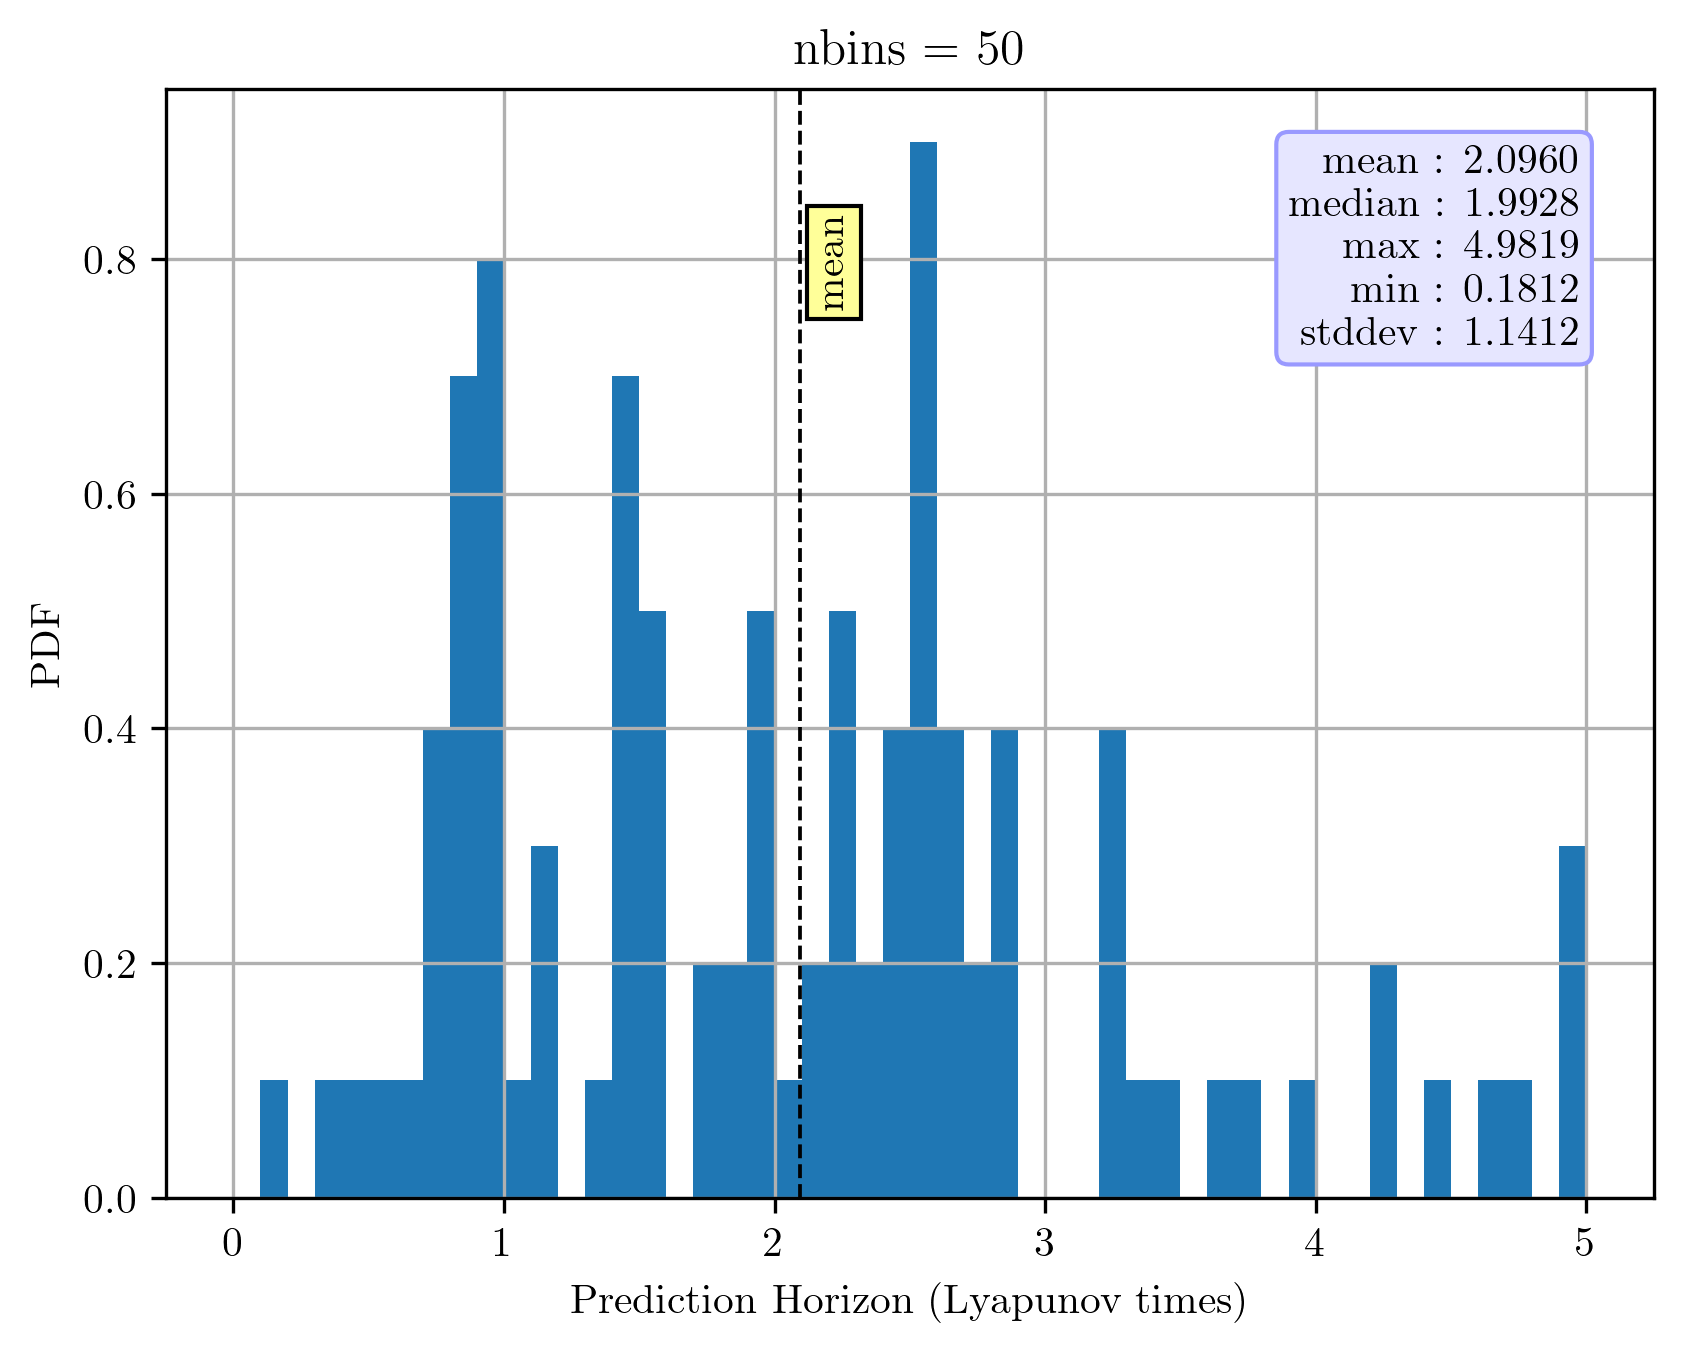 nbins = 50
mean : 2.0960
median : 1.9928
max : 4.9819
min : 0.1812
stddev : 1.1412
mean
0.8
0.6
0.4
0.2
0.0
PDF
0 1 2 3 4 5
Prediction Horizon (Lyapunov times)